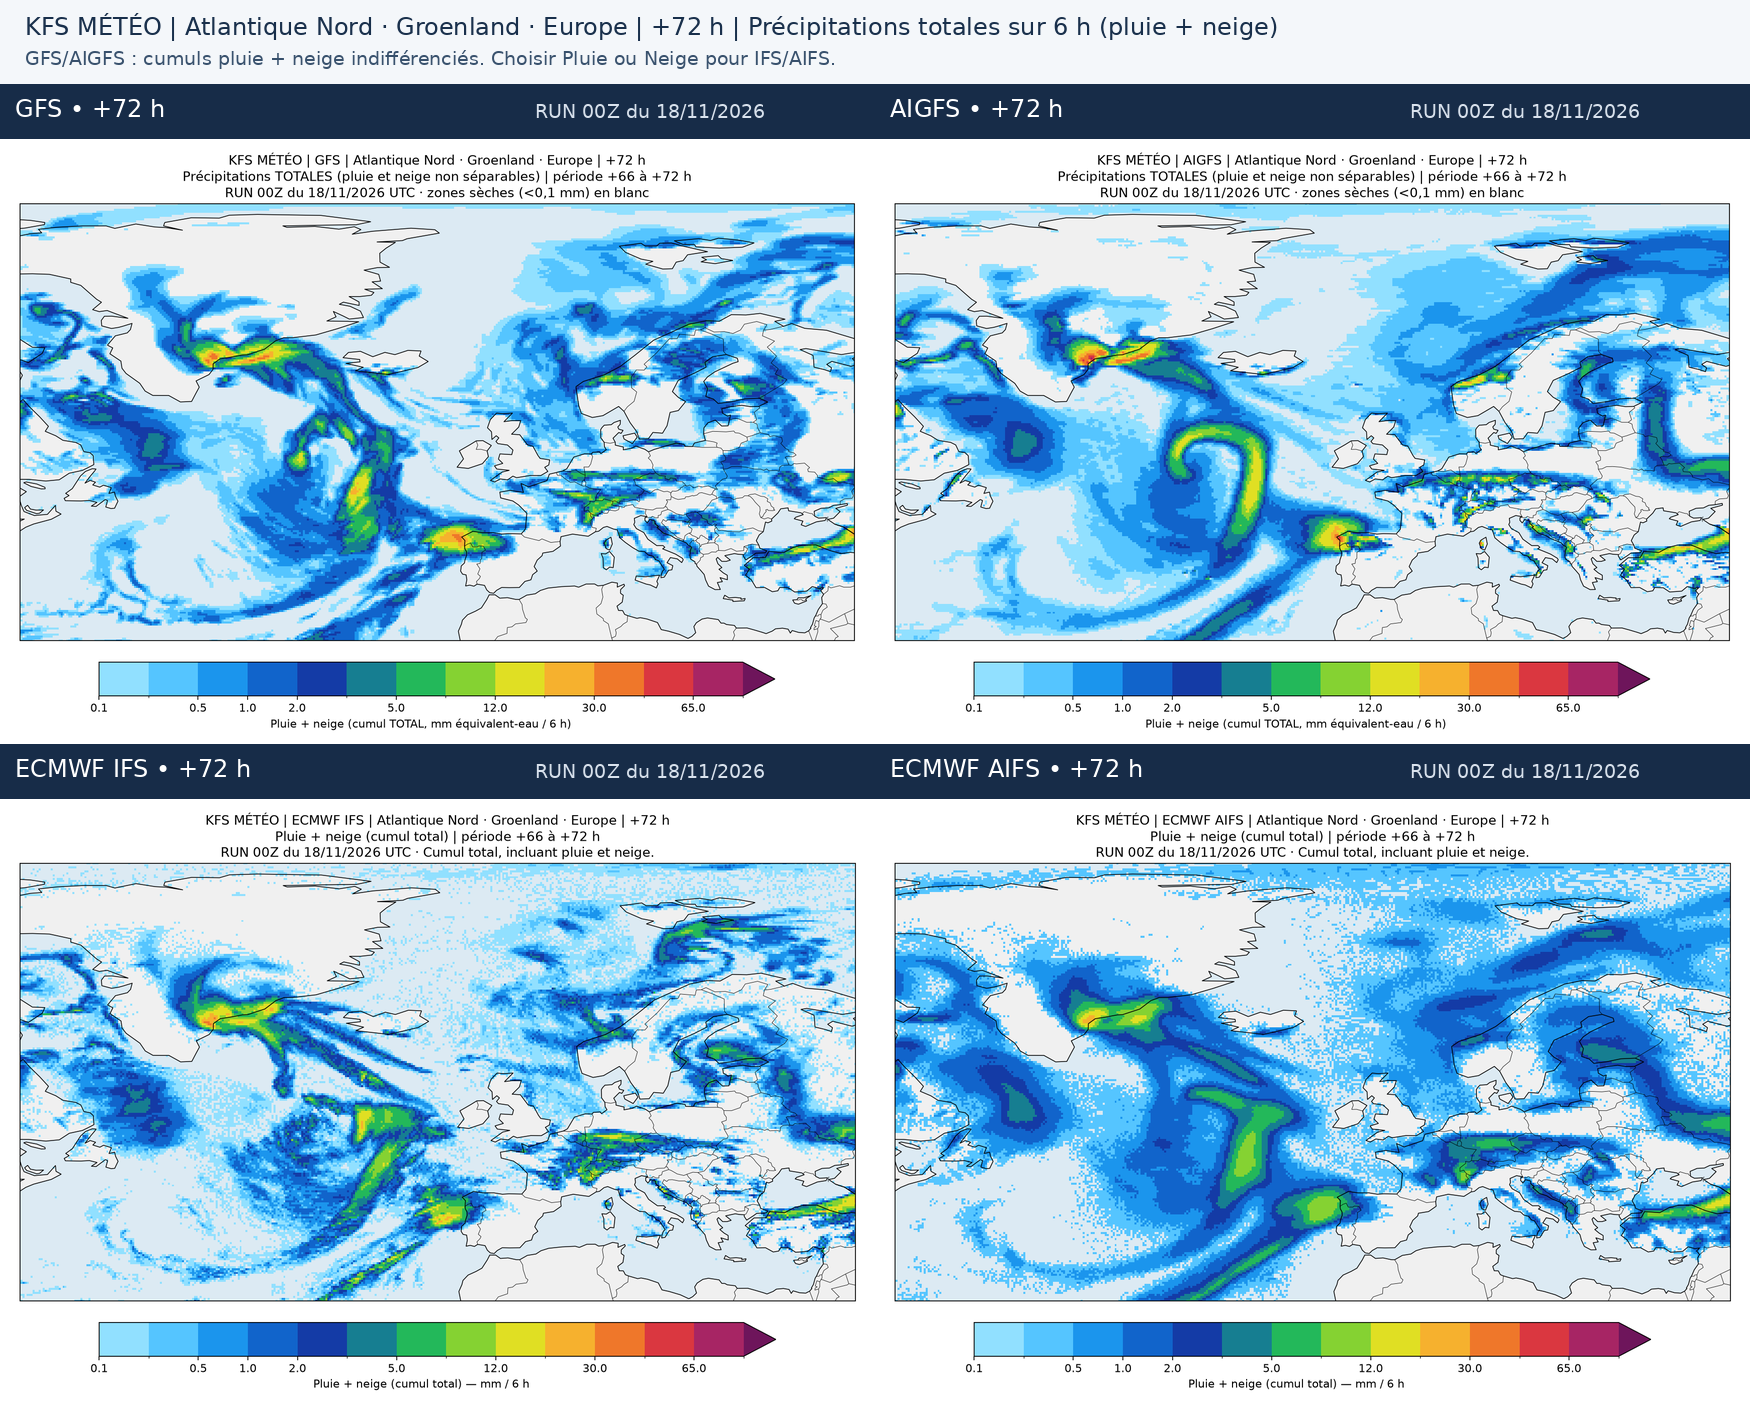 KFS MÉTÉO | Atlantique Nord · Groenland · Europe | +72 h | Précipitations totales sur 6 h (pluie + neige)
GFS/AIGFS : cumuls pluie + neige indifférenciés. Choisir Pluie ou Neige pour IFS/AIFS.
GFS • +72 h
RUN 00Z du 18/11/2026
KFS MÉTÉO | GFS | Atlantique Nord · Groenland · Europe | +72 h
Précipitations TOTALES (pluie et neige non séparables) | période +66 à +72 h
RUN 00Z du 18/11/2026 UTC · zones sèches (<0,1 mm) en blanc
0.1 0.5 1.0 2.0 5.0 12.0 30.0 65.0
Pluie + neige (cumul TOTAL, mm équivalent-eau / 6 h)
AIGFS • +72 h
RUN 00Z du 18/11/2026
KFS MÉTÉO | AIGFS | Atlantique Nord · Groenland · Europe | +72 h
Précipitations TOTALES (pluie et neige non séparables) | période +66 à +72 h
RUN 00Z du 18/11/2026 UTC · zones sèches (<0,1 mm) en blanc
0.1 0.5 1.0 2.0 5.0 12.0 30.0 65.0
Pluie + neige (cumul TOTAL, mm équivalent-eau / 6 h)
ECMWF IFS • +72 h
RUN 00Z du 18/11/2026
KFS MÉTÉO | ECMWF IFS | Atlantique Nord · Groenland · Europe | +72 h
Pluie + neige (cumul total) | période +66 à +72 h
RUN 00Z du 18/11/2026 UTC · Cumul total, incluant pluie et neige.
0.1 0.5 1.0 2.0 5.0 12.0 30.0 65.0
Pluie + neige (cumul total) — mm / 6 h
ECMWF AIFS • +72 h
RUN 00Z du 18/11/2026
KFS MÉTÉO | ECMWF AIFS | Atlantique Nord · Groenland · Europe | +72 h
Pluie + neige (cumul total) | période +66 à +72 h
RUN 00Z du 18/11/2026 UTC · Cumul total, incluant pluie et neige.
0.1 0.5 1.0 2.0 5.0 12.0 30.0 65.0
Pluie + neige (cumul total) — mm / 6 h